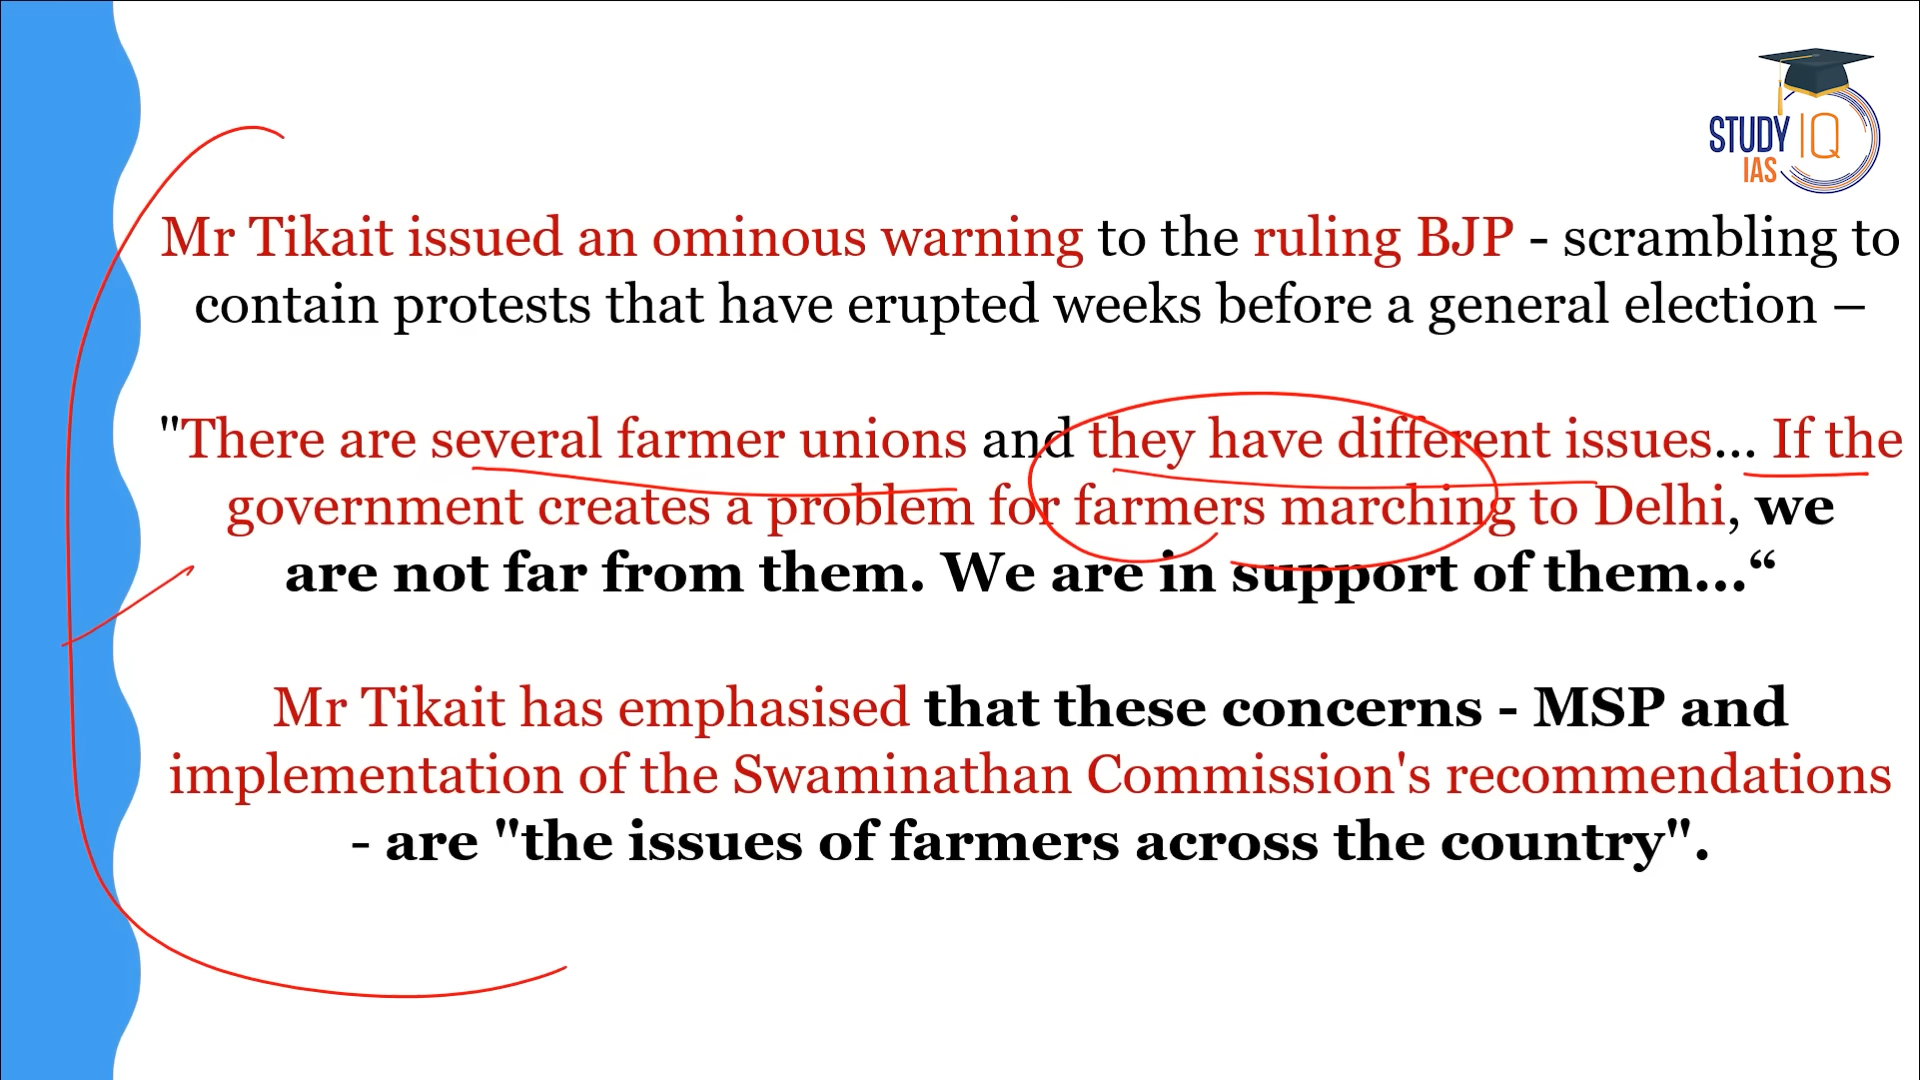 STUDY IQ
IAS
Mr Tikait issued an ominous warning to the ruling BJP - scrambling to
contain protests that have erupted weeks before a general election –
"There are several farmer unions and they have different issues... If the
government creates a problem for farmers marching to Delhi, we
are not far from them. We are in support of them...“
Mr Tikait has emphasised that these concerns - MSP and
implementation of the Swaminathan Commission's recommendations
- are "the issues of farmers across the country".